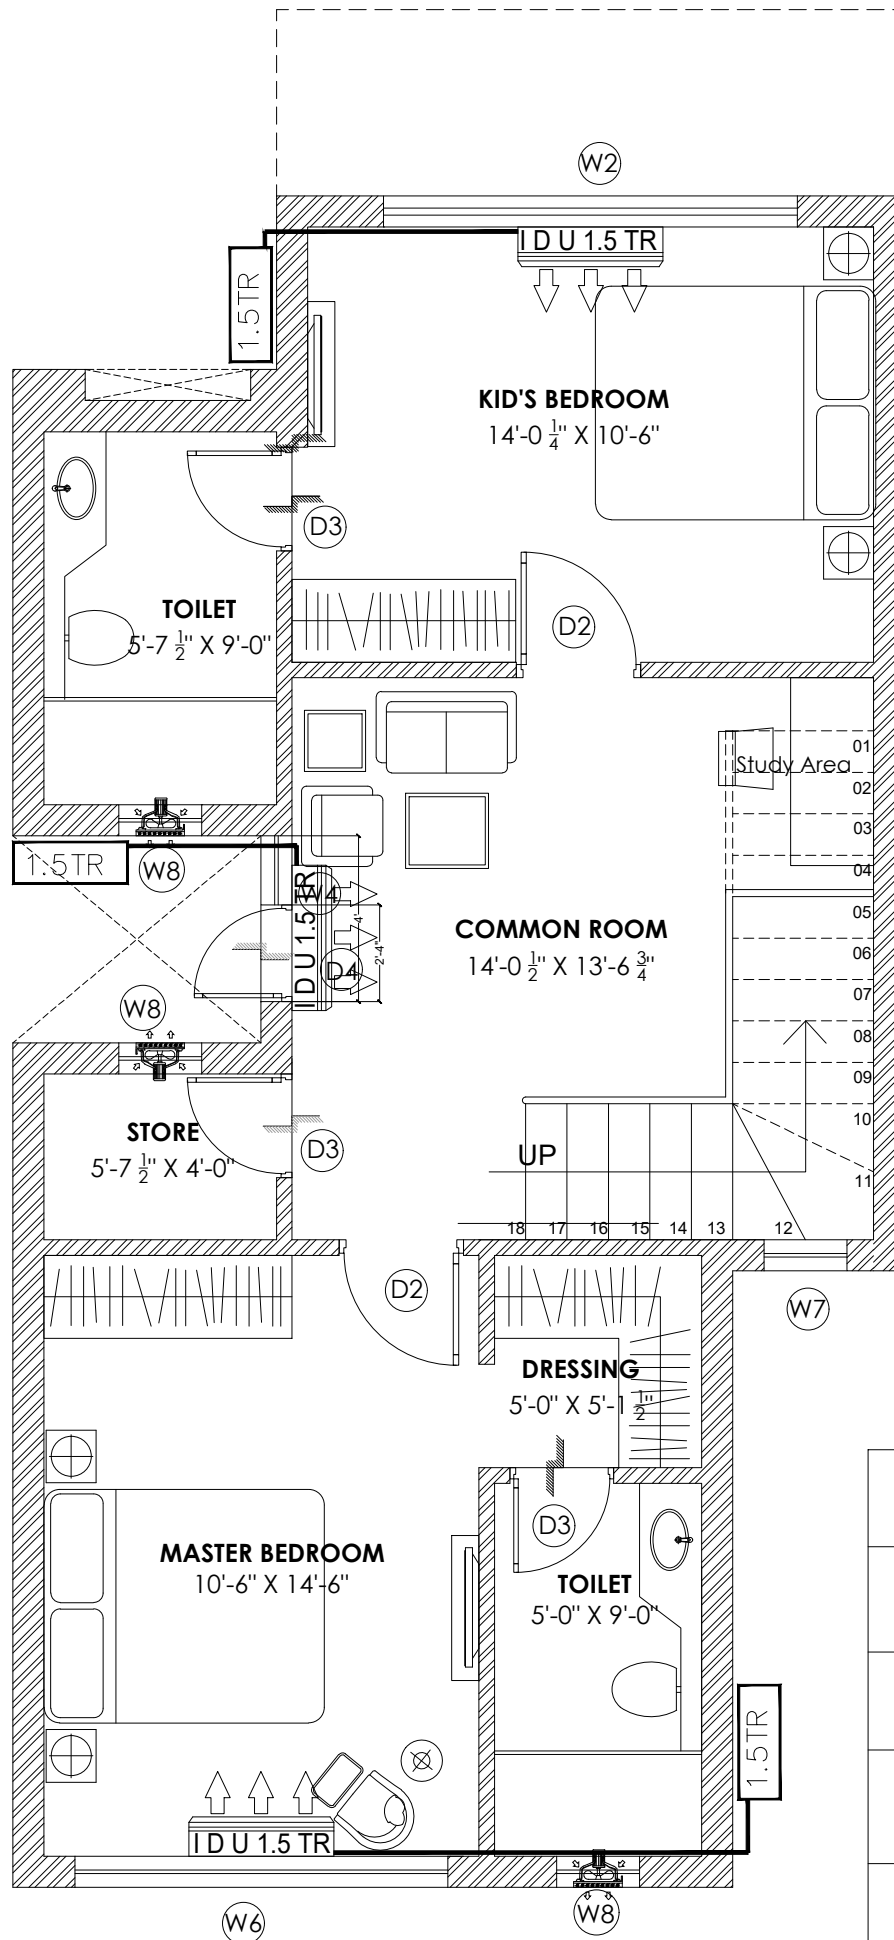 W2
I D U 1.5 TR
1.5TR
KID'S BEDROOM
14'-0 1/4" X 10'-6"
D3
TOILET
5'-7 1/2" X 9'-0"
D2
01
Study Area
02
03
04
1.5TR
W8
W4
I D U 1.5 TR
4'
2'-4"
D4
COMMON ROOM
14'-0 1/2" X 13'-6 3/4"
05
06
07
08
09
10
11
W8
STORE
5'-7 1/2" X 4'-0"
D3
UP
18 17 16 15 14 13 12
D2
W7
DRESSING
5'-0" X 5'-1 1/2"
D3
MASTER BEDROOM
10'-6" X 14'-6"
TOILET
5'-0" X 9'-0"
1.5TR
I D U 1.5 TR
W6
W8